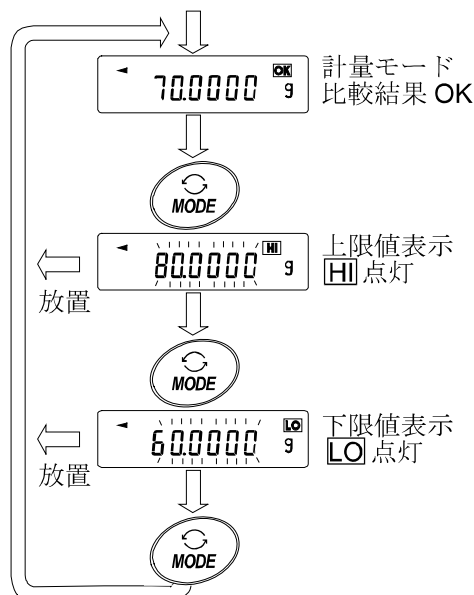 OK
70.0000 g
計量モード
比較結果 OK
MODE
HI
80.0000 g
上限値表示
HI 点灯
放置
MODE
LO
60.0000 g
下限値表示
LO 点灯
放置
MODE